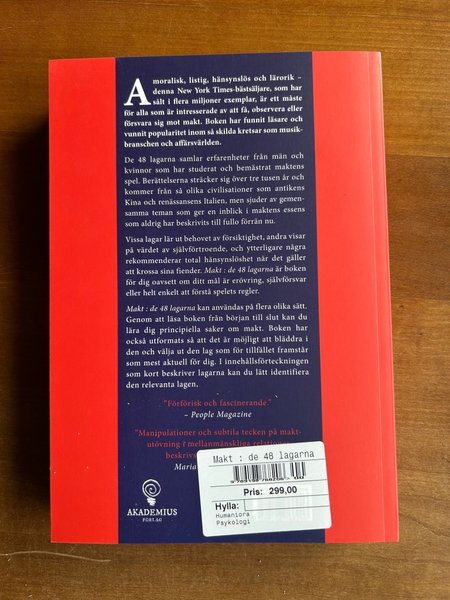 Amoralisk, listig, hänsynslös och lärorik –
denna New York Times-bästsäljare, som har
sålt i flera miljoner exemplar, är ett måste
för alla som är intresserade av att få, observera eller
försvara sig mot makt. Boken har funnit läsare och
vunnit popularitet inom så skilda kretsar som musik-
branschen och affärsvärlden.
De 48 lagarna samlar erfarenheter från män och
kvinnor som har studerat och bemästrat maktens
spel. Berättelserna sträcker sig över tre tusen år och
kommer från så olika civilisationer som antikens
Kina och renässansens Italien, men sjuder av gemen-
samma teman som ger en inblick i maktens essens
som aldrig har beskrivits till fullo förrän nu.
Vissa lagar lär ut behovet av försiktighet, andra visar
på värdet av självförtroende, och ytterligare några
rekommenderar total hänsynslöshet när det gäller
att krossa sina fiender. Makt : de 48 lagarna är boken
för dig oavsett om ditt mål är erövring, självförsvar
eller helt enkelt att förstå spelets regler.
Makt : de 48 lagarna kan användas på flera olika sätt.
Genom att läsa boken från början till slut kan du
lära dig principiella saker om makt. Boken har
också utformats så att det är möjligt att bläddra i
den och välja ut den lag som för tillfället framstår
som mest aktuell för dig. I innehållsförteckningen
som kort beskriver lagarna kan du lätt identifiera
den relevanta lagen.
"Förförisk och fascinerande."
– People Magazine
"Manipulationer och subtila tecken på makt-
utövning i mellanmänskliga relationer
beskrivs
Maria
AKADEMIUS
FÖRLAG
Makt : de 48 lagarna
Pris: 299,00
Hylla:
Humaniora
Psykologi